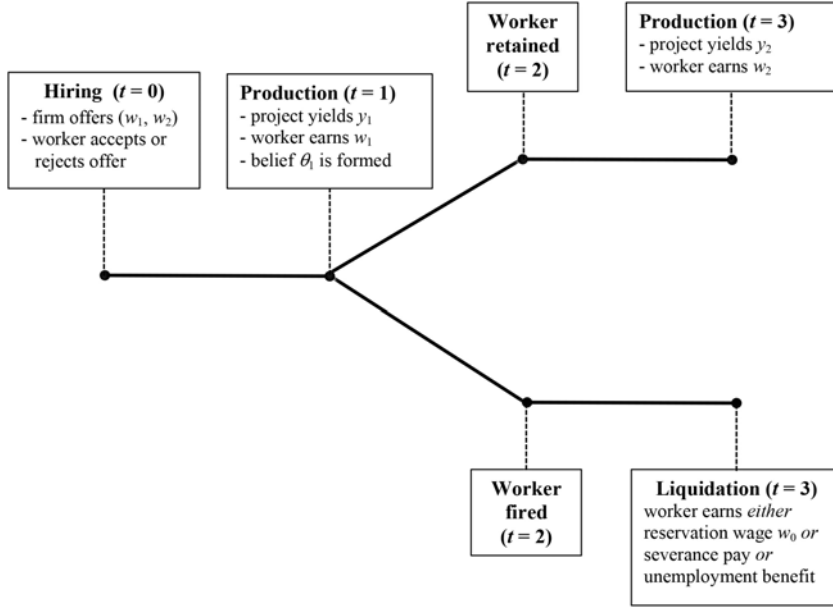 Hiring (t = 0)
- firm offers (w₁, w₂)
- worker accepts or
rejects offer
Production (t = 1)
- project yields y₁
- worker earns w₁
- belief θ₁ is formed
Worker
retained
(t = 2)
Production (t = 3)
- project yields y₂
- worker earns w₂
Worker
fired
(t = 2)
Liquidation (t = 3)
worker earns either
reservation wage w₀ or
severance pay or
unemployment benefit